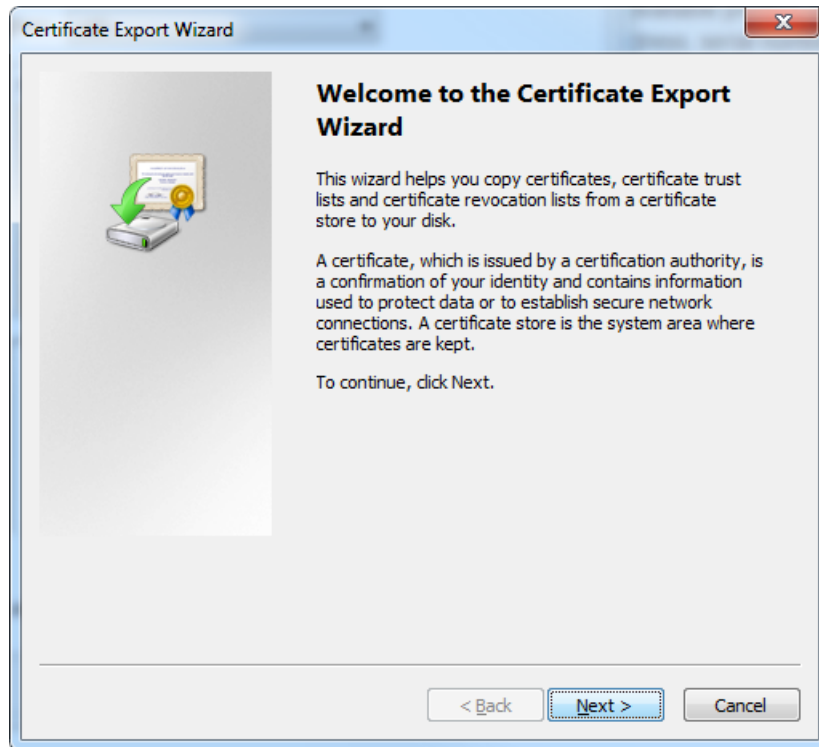 Certificate Export Wizard
Welcome to the Certificate Export
Wizard
This wizard helps you copy certificates, certificate trust
lists and certificate revocation lists from a certificate
store to your disk.
A certificate, which is issued by a certification authority, is
a confirmation of your identity and contains information
used to protect data or to establish secure network
connections. A certificate store is the system area where
certificates are kept.
To continue, click Next.
< Back
Next >
Cancel